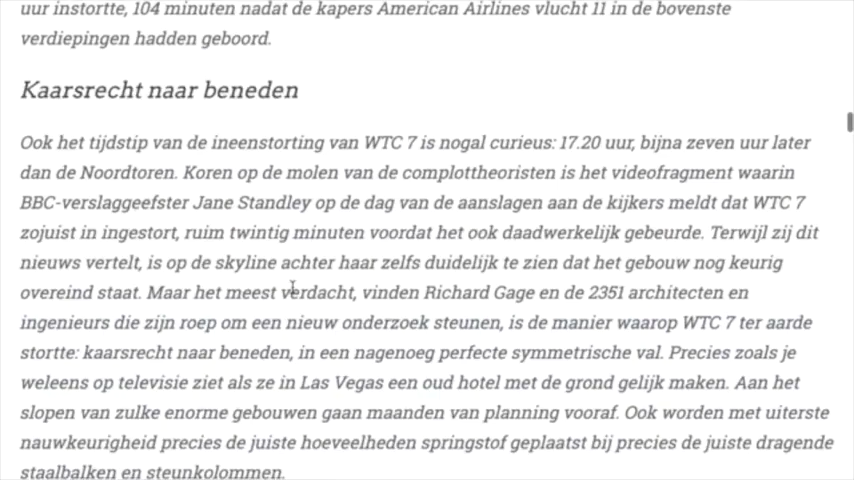 uur instortte, 104 minuten nadat de kapers American Airlines vlucht 11 in de bovenste
verdiepingen hadden geboord.
Kaarsrecht naar beneden
Ook het tijdstip van de ineenstorting van WTC 7 is nogal curieus: 17.20 uur, bijna zeven uur later
dan de Noordtoren. Koren op de molen van de complottheoristen is het videofragment waarin
BBC-verslaggeefster Jane Standley op de dag van de aanslagen aan de kijkers meldt dat WTC 7
zojuist in ingestort, ruim twintig minuten voordat het ook daadwerkelijk gebeurde. Terwijl zij dit
nieuws vertelt, is op de skyline achter haar zelfs duidelijk te zien dat het gebouw nog keurig
overeind staat. Maar het meest verdacht, vinden Richard Gage en de 2351 architecten en
ingenieurs die zijn roep om een nieuw onderzoek steunen, is de manier waarop WTC 7 ter aarde
stortte: kaarsrecht naar beneden, in een nagenoeg perfecte symmetrische val. Precies zoals je
weleens op televisie ziet als ze in Las Vegas een oud hotel met de grond gelijk maken. Aan het
slopen van zulke enorme gebouwen gaan maanden van planning vooraf. Ook worden met uiterste
nauwkeurigheid precies de juiste hoeveelheden springstof geplaatst bij precies de juiste dragende
staalbalken en steunkolommen.